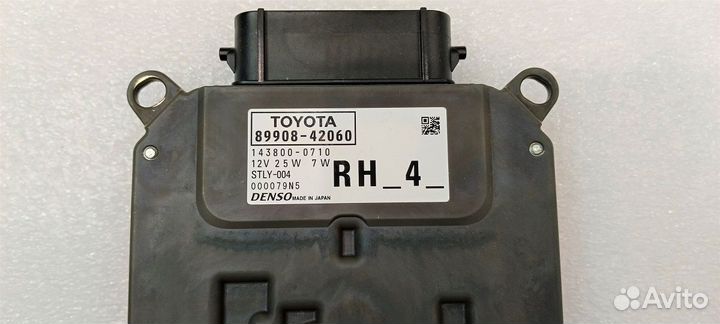 TOYOTA
89908-42060
143800-0710
12V 25W 7W
STLY-004
000079N5
RH_4_
DENSO MADE IN JAPAN
Avito